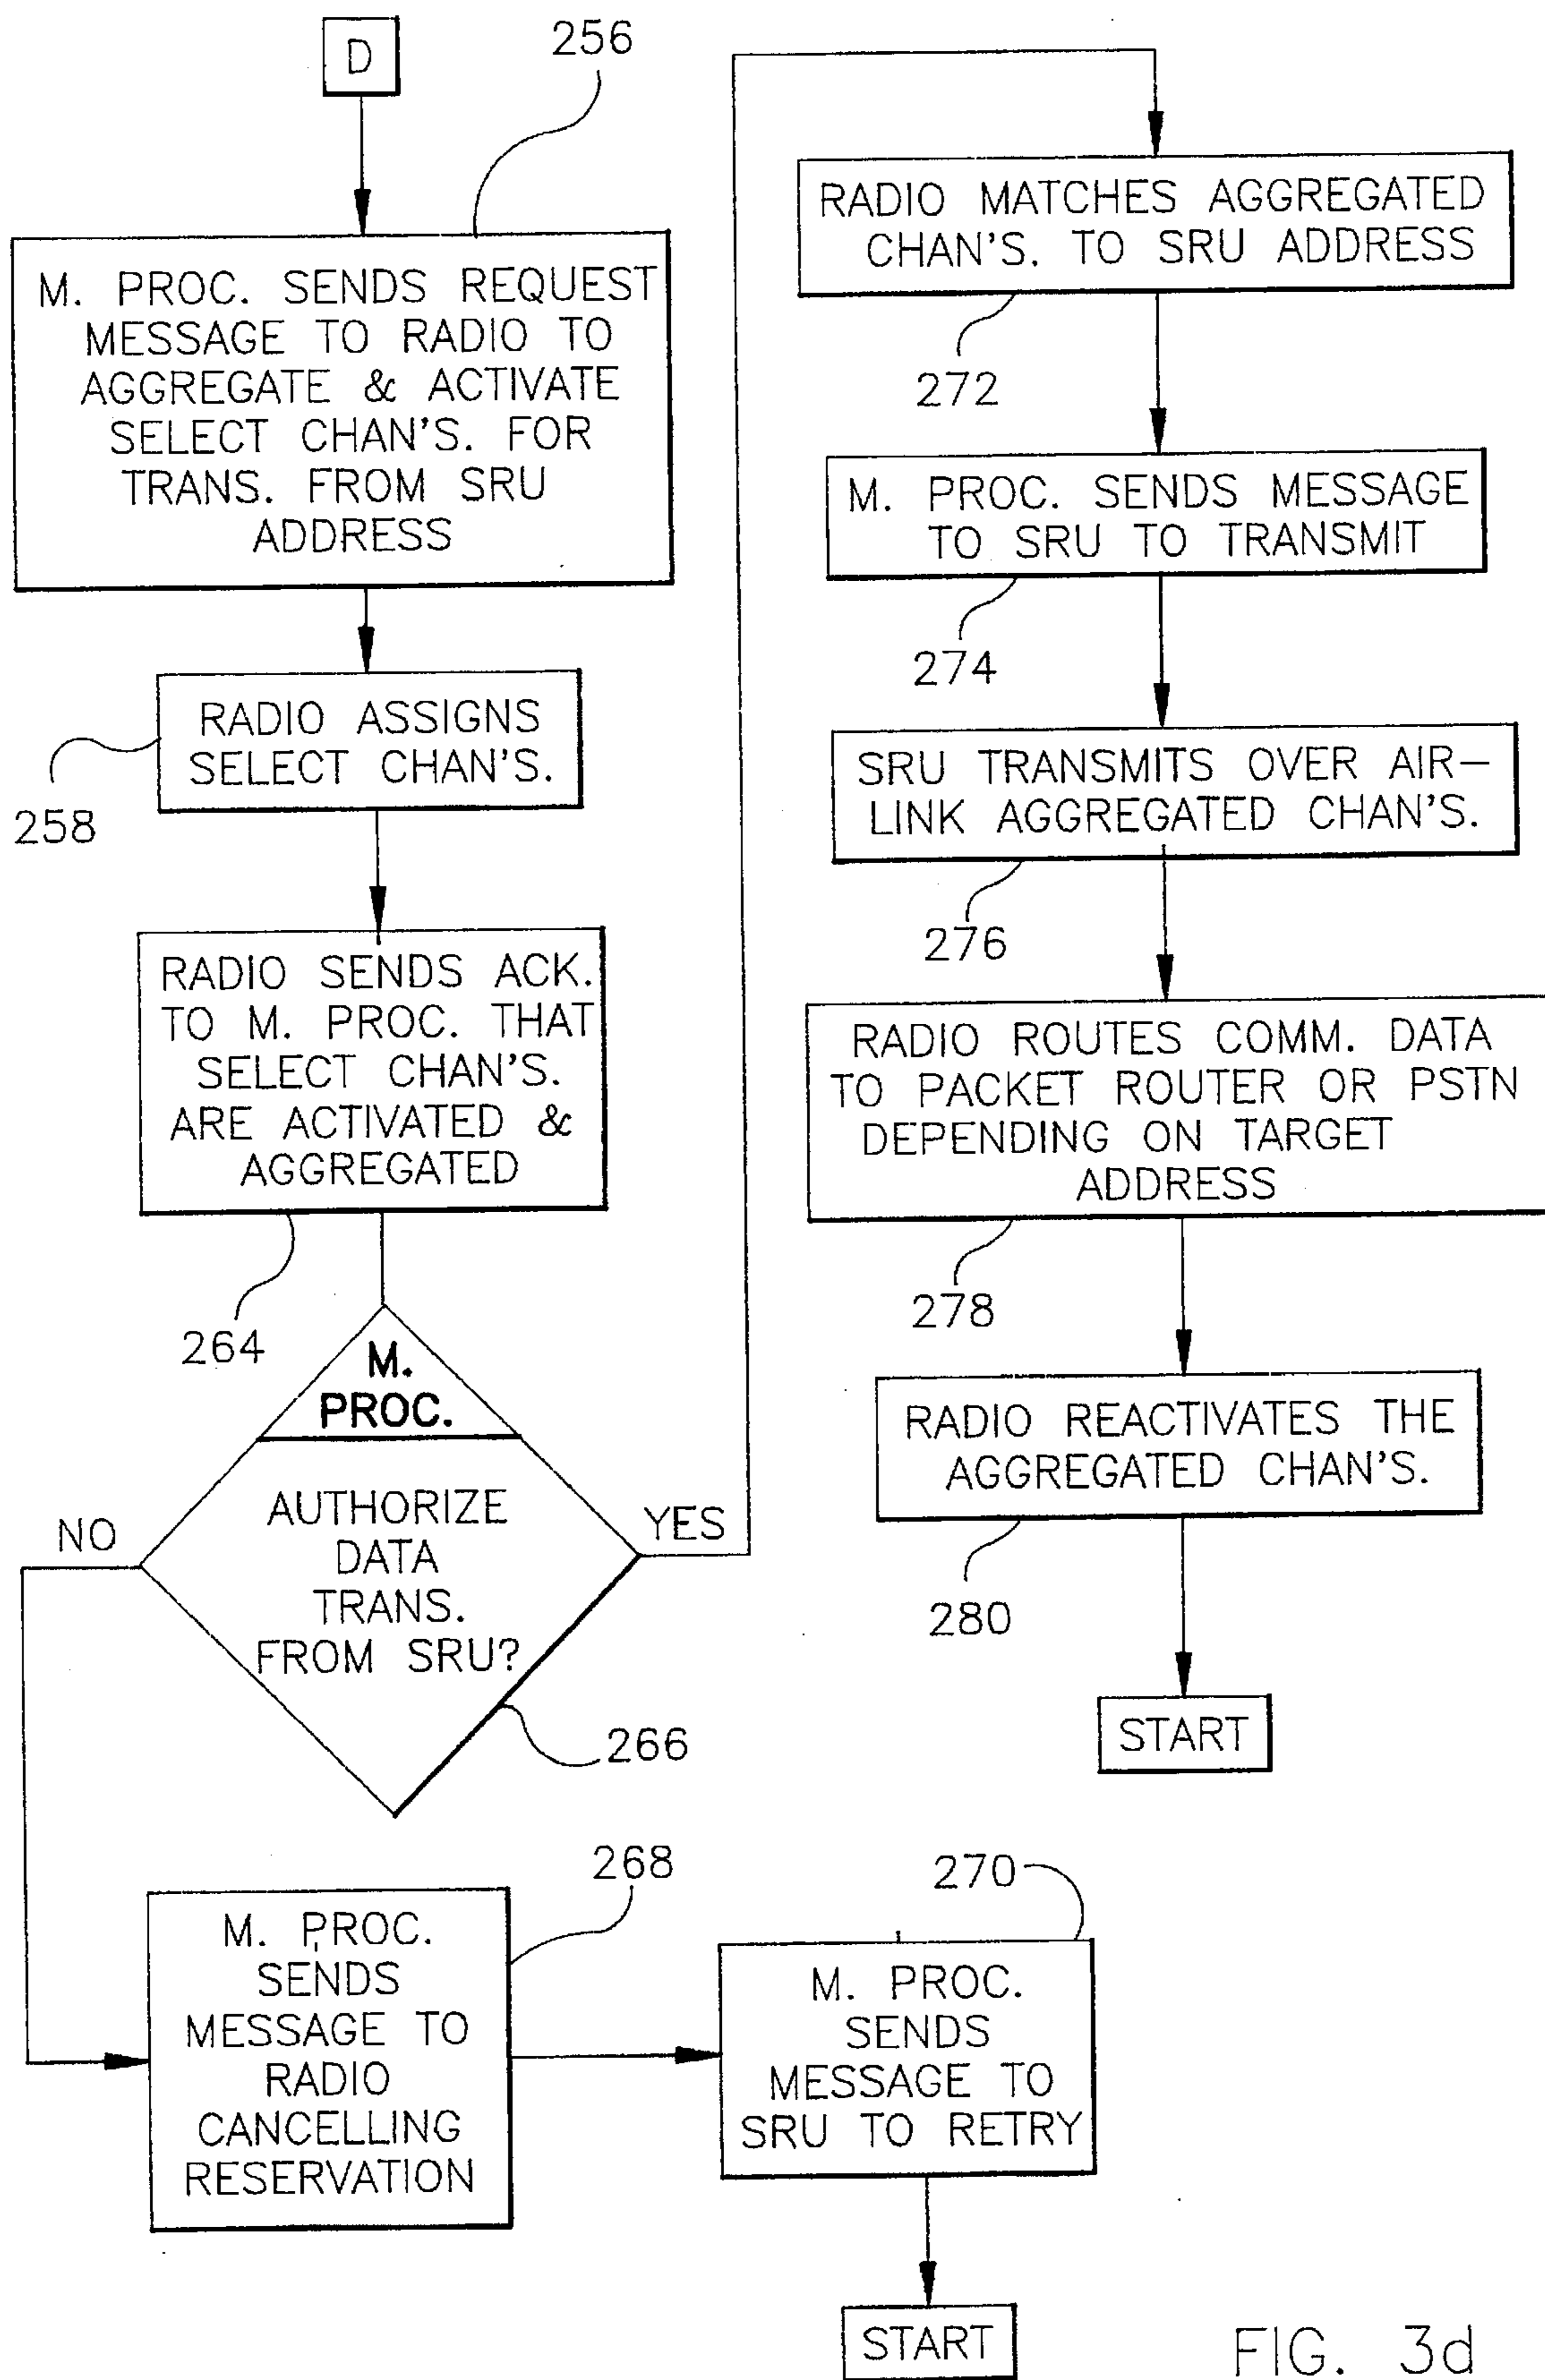 D
256
M. PROC. SENDS REQUEST
MESSAGE TO RADIO TO
AGGREGATE & ACTIVATE
SELECT CHAN'S. FOR
TRANS. FROM SRU
ADDRESS
RADIO ASSIGNS
SELECT CHAN'S.
258
RADIO SENDS ACK.
TO M. PROC. THAT
SELECT CHAN'S.
ARE ACTIVATED &
AGGREGATED
264
M.
PROC.
AUTHORIZE
DATA
TRANS.
FROM SRU?
NO
YES
266
268
M. PROC.
SENDS
MESSAGE TO
RADIO
CANCELLING
RESERVATION
270
M. PROC.
SENDS
MESSAGE TO
SRU TO RETRY
START
RADIO MATCHES AGGREGATED
CHAN'S. TO SRU ADDRESS
272
M. PROC. SENDS MESSAGE
TO SRU TO TRANSMIT
274
SRU TRANSMITS OVER AIR-
LINK AGGREGATED CHAN'S.
276
RADIO ROUTES COMM. DATA
TO PACKET ROUTER OR PSTN
DEPENDING ON TARGET
ADDRESS
278
RADIO REACTIVATES THE
AGGREGATED CHAN'S.
280
START
FIG. 3d